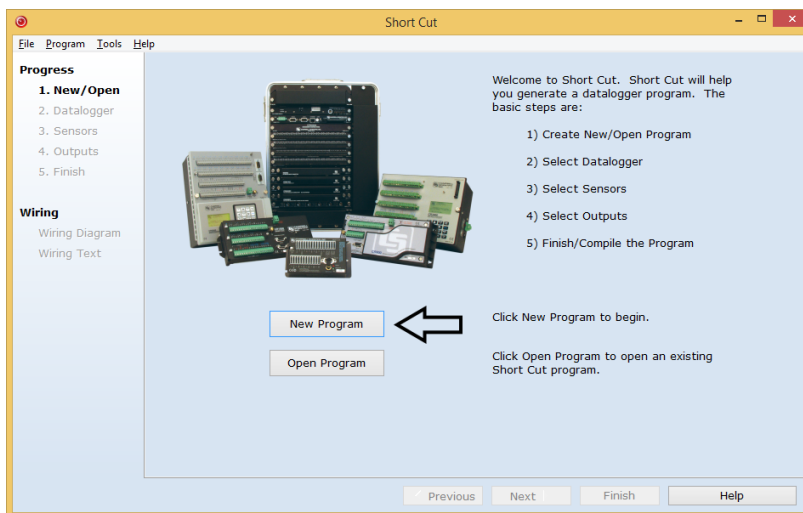 Short Cut
File Program Tools Help
Progress
1. New/Open
2. Datalogger
3. Sensors
4. Outputs
5. Finish
Wiring
Wiring Diagram
Wiring Text
Welcome to Short Cut. Short Cut will help
you generate a datalogger program. The
basic steps are:
1) Create New/Open Program
2) Select Datalogger
3) Select Sensors
4) Select Outputs
5) Finish/Compile the Program
New Program
Click New Program to begin.
Open Program
Click Open Program to open an existing
Short Cut program.
Previous Next Finish Help